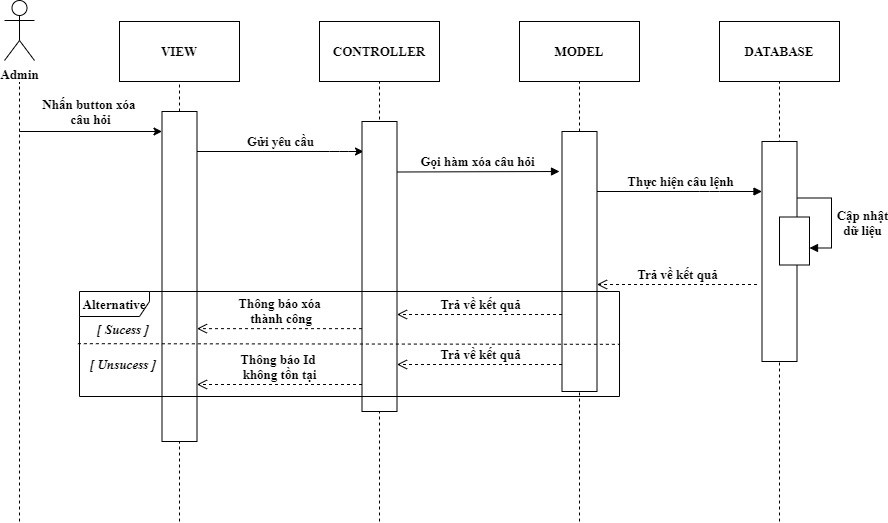 Admin
VIEW
CONTROLLER
MODEL
DATABASE
Nhấn button xóa
câu hỏi
Gửi yêu cầu
Gọi hàm xóa câu hỏi
Thực hiện câu lệnh
Cập nhật
dữ liệu
Trả về kết quả
Alternative
Thông báo xóa
thành công
Trả về kết quả
[ Sucess ]
Thông báo Id
không tồn tại
Trả về kết quả
[ Unsucess ]